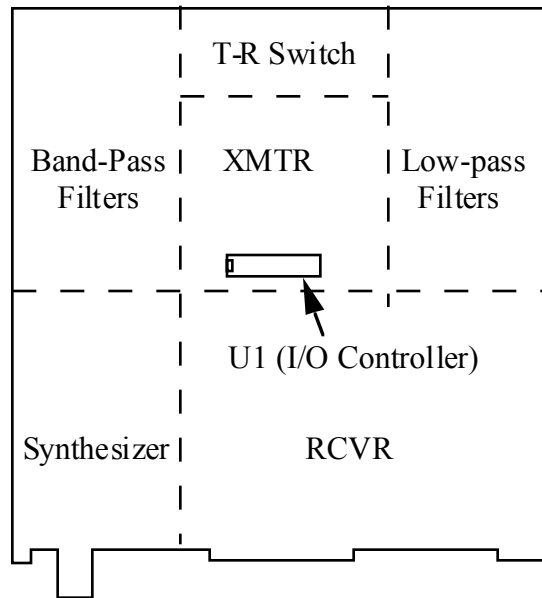 T-R Switch
Band-Pass
Filters
XMTR
Low-pass
Filters
U1 (I/O Controller)
Synthesizer
RCVR